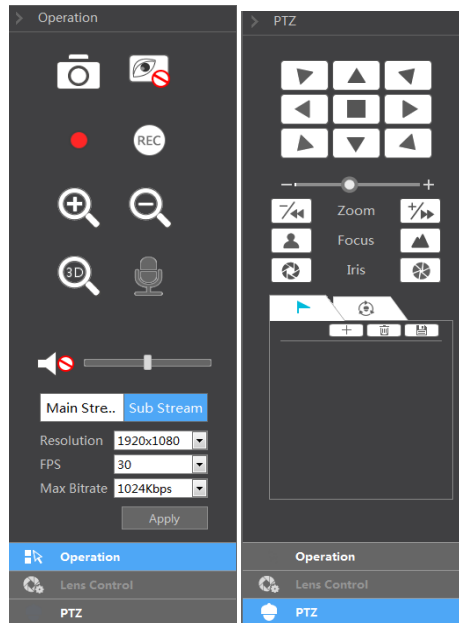 Operation
REC
3D
Main Stre.. Sub Stream
Resolution 1920x1080
FPS 30
Max Bitrate 1024Kbps
Apply
Operation
Lens Control
PTZ
PTZ
Zoom
Focus
Iris
Operation
Lens Control
PTZ